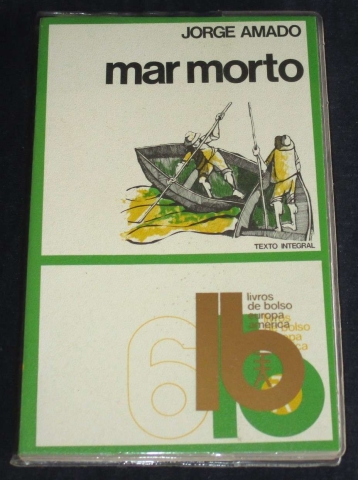 JORGE AMADO
mar morto
TEXTO INTEGRAL
6
lb
livros
de bolso
europa
américa